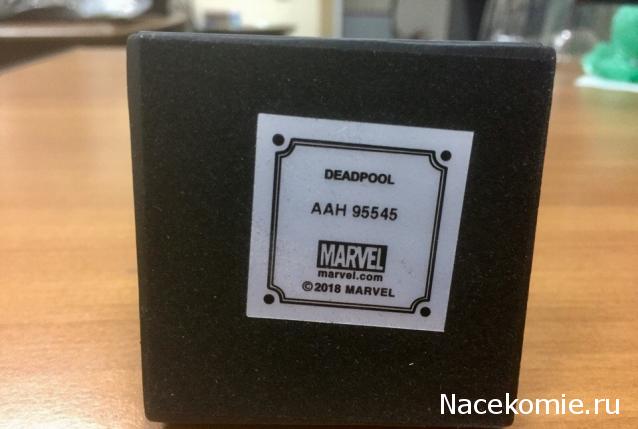 DEADPOOL
AAH 95545
MARVEL
marvel.com
©2018 MARVEL
Nacekomie.ru